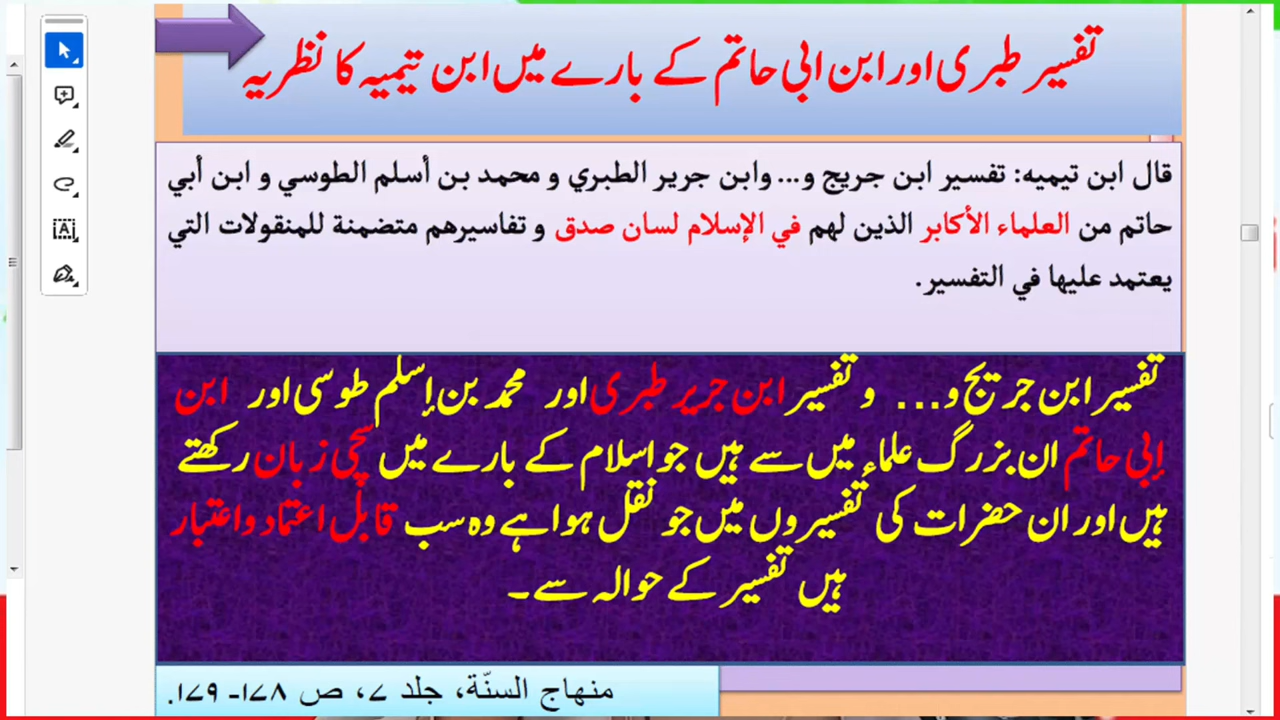 تفسیر طبری اور ابن ابی حاتم کے بارے میں ابن تیمیہ کا نظریہ
قال ابن تيميه: تفسير ابن جريج و... وابن جرير الطبري و محمد بن أسلم الطوسي و ابن أبي
حاتم من العلماء الأكابر الذين لهم في الإسلام لسان صدق و تفاسيرهم متضمنة للمنقولات التي
يعتمد عليها في التفسير.
تفسیر ابن جریج و... و تفسیر ابن جریر طبری اور محمد بن إسلم طوسی اور ابن
إبی حاتم ان بزرگ علماء میں سے ہیں جو اسلام کے بارے میں سچی زبان رکھتے
ہیں اور ان حضرات کی تفسیروں میں جو نقل ہوا ہے وہ سب قابل اعتماد و اعتبار
ہیں تفسیر کے حوالہ سے۔
منهاج السنّة، جلد ۷، ص ۱۷۸- ۱۷۹.